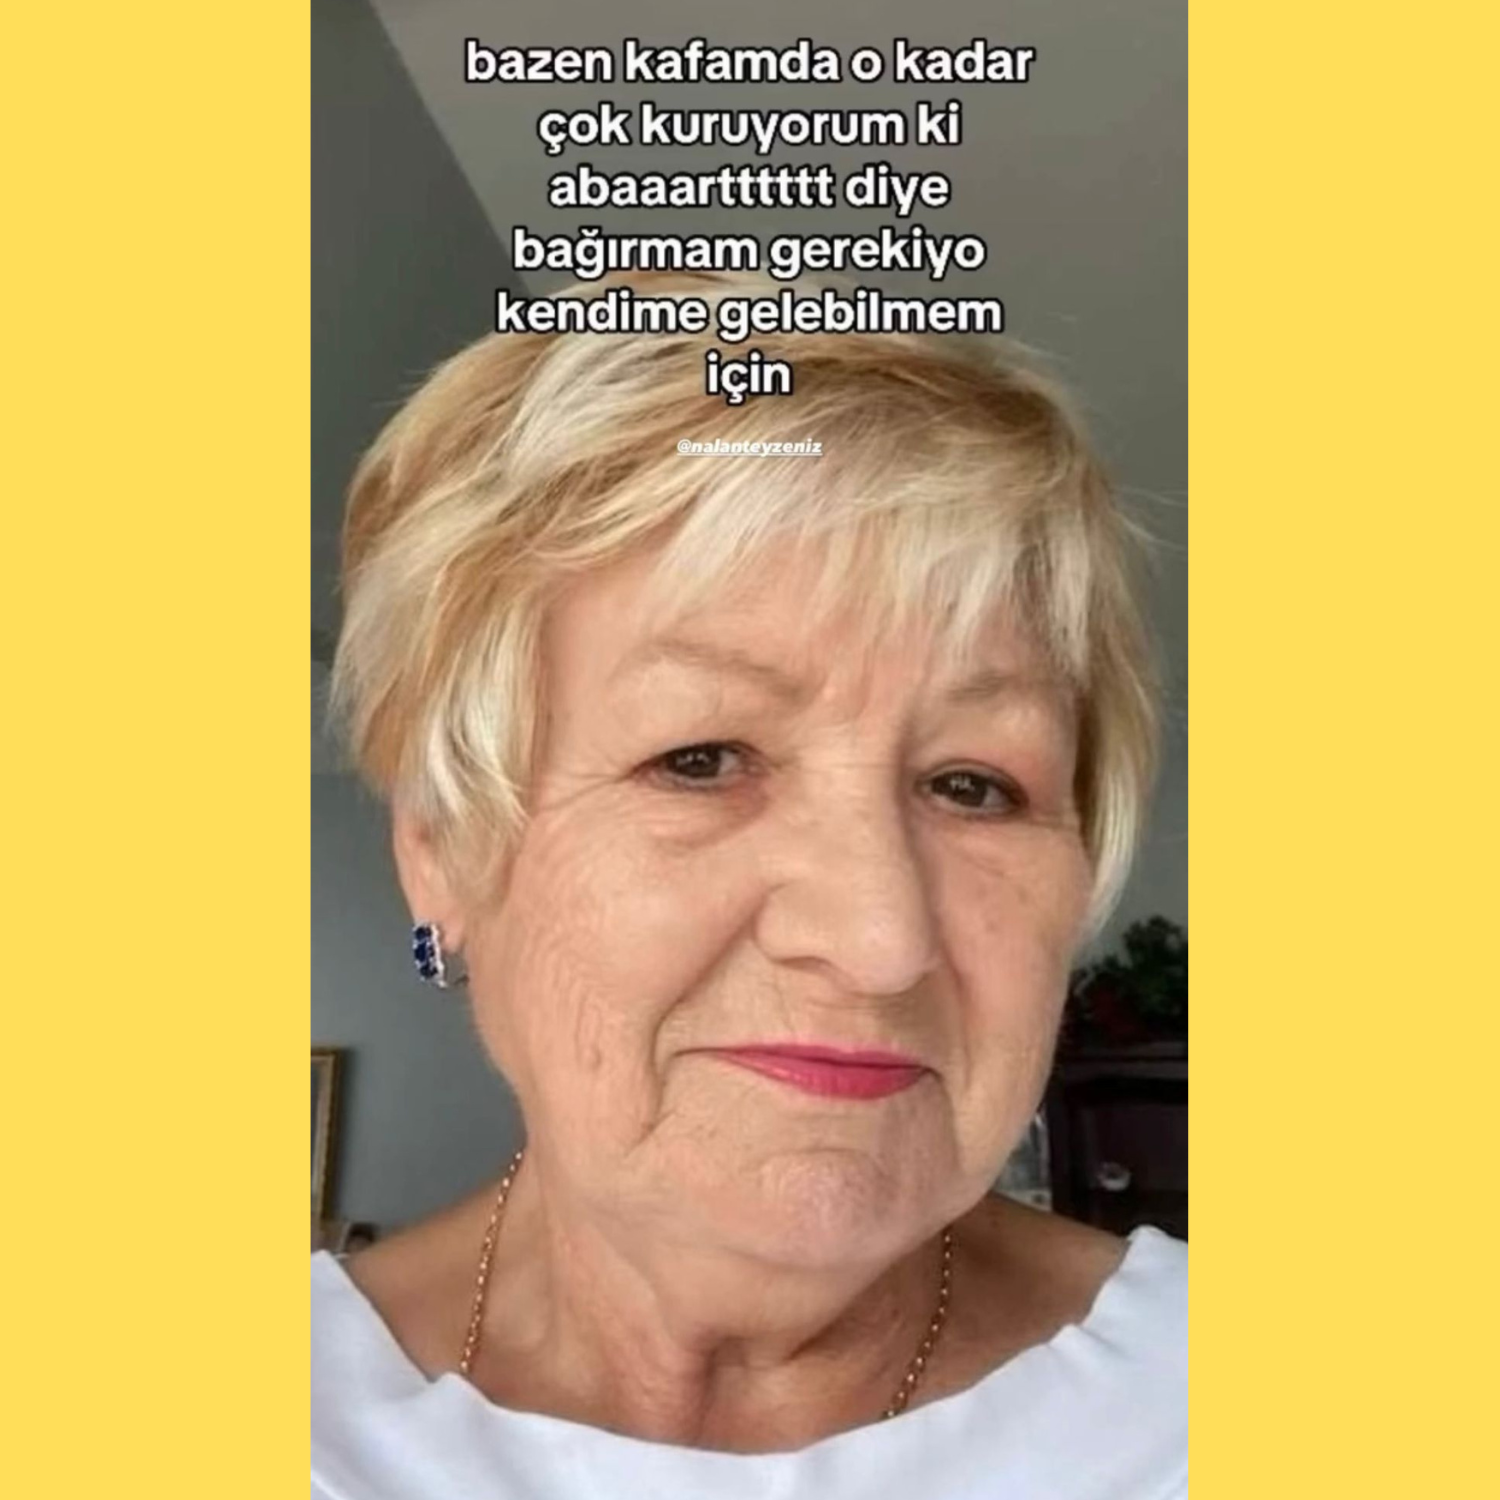 bazen kafamda o kadar
çok kuruyorum ki
abaaartttttt diye
bağırmam gerekiyo
kendime gelebilmem
için
@nalanteyzeniz